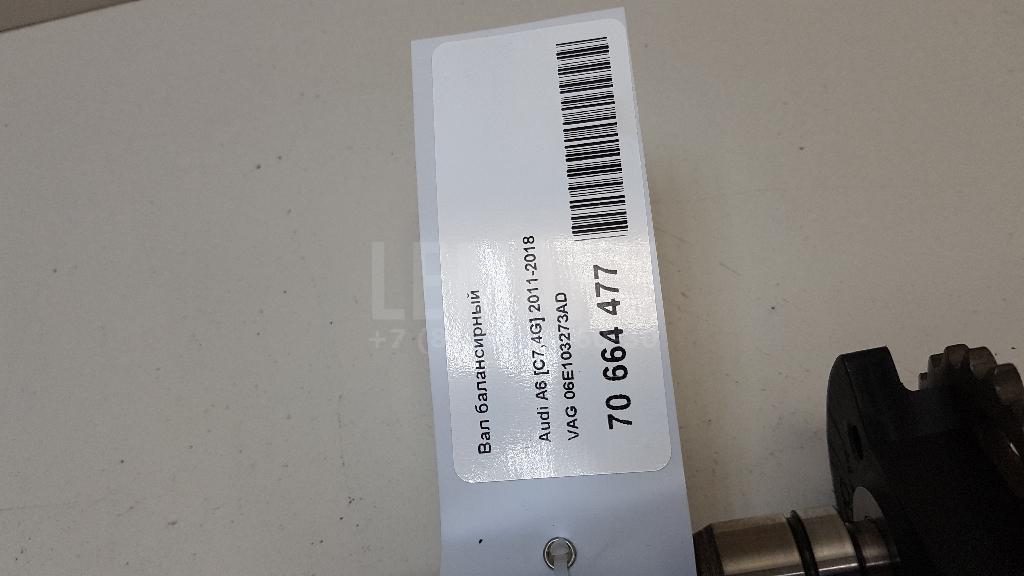 Вал балансирный
Audi A6 [C7,4G] 2011-2018
VAG 06E103273AD
70 664 477